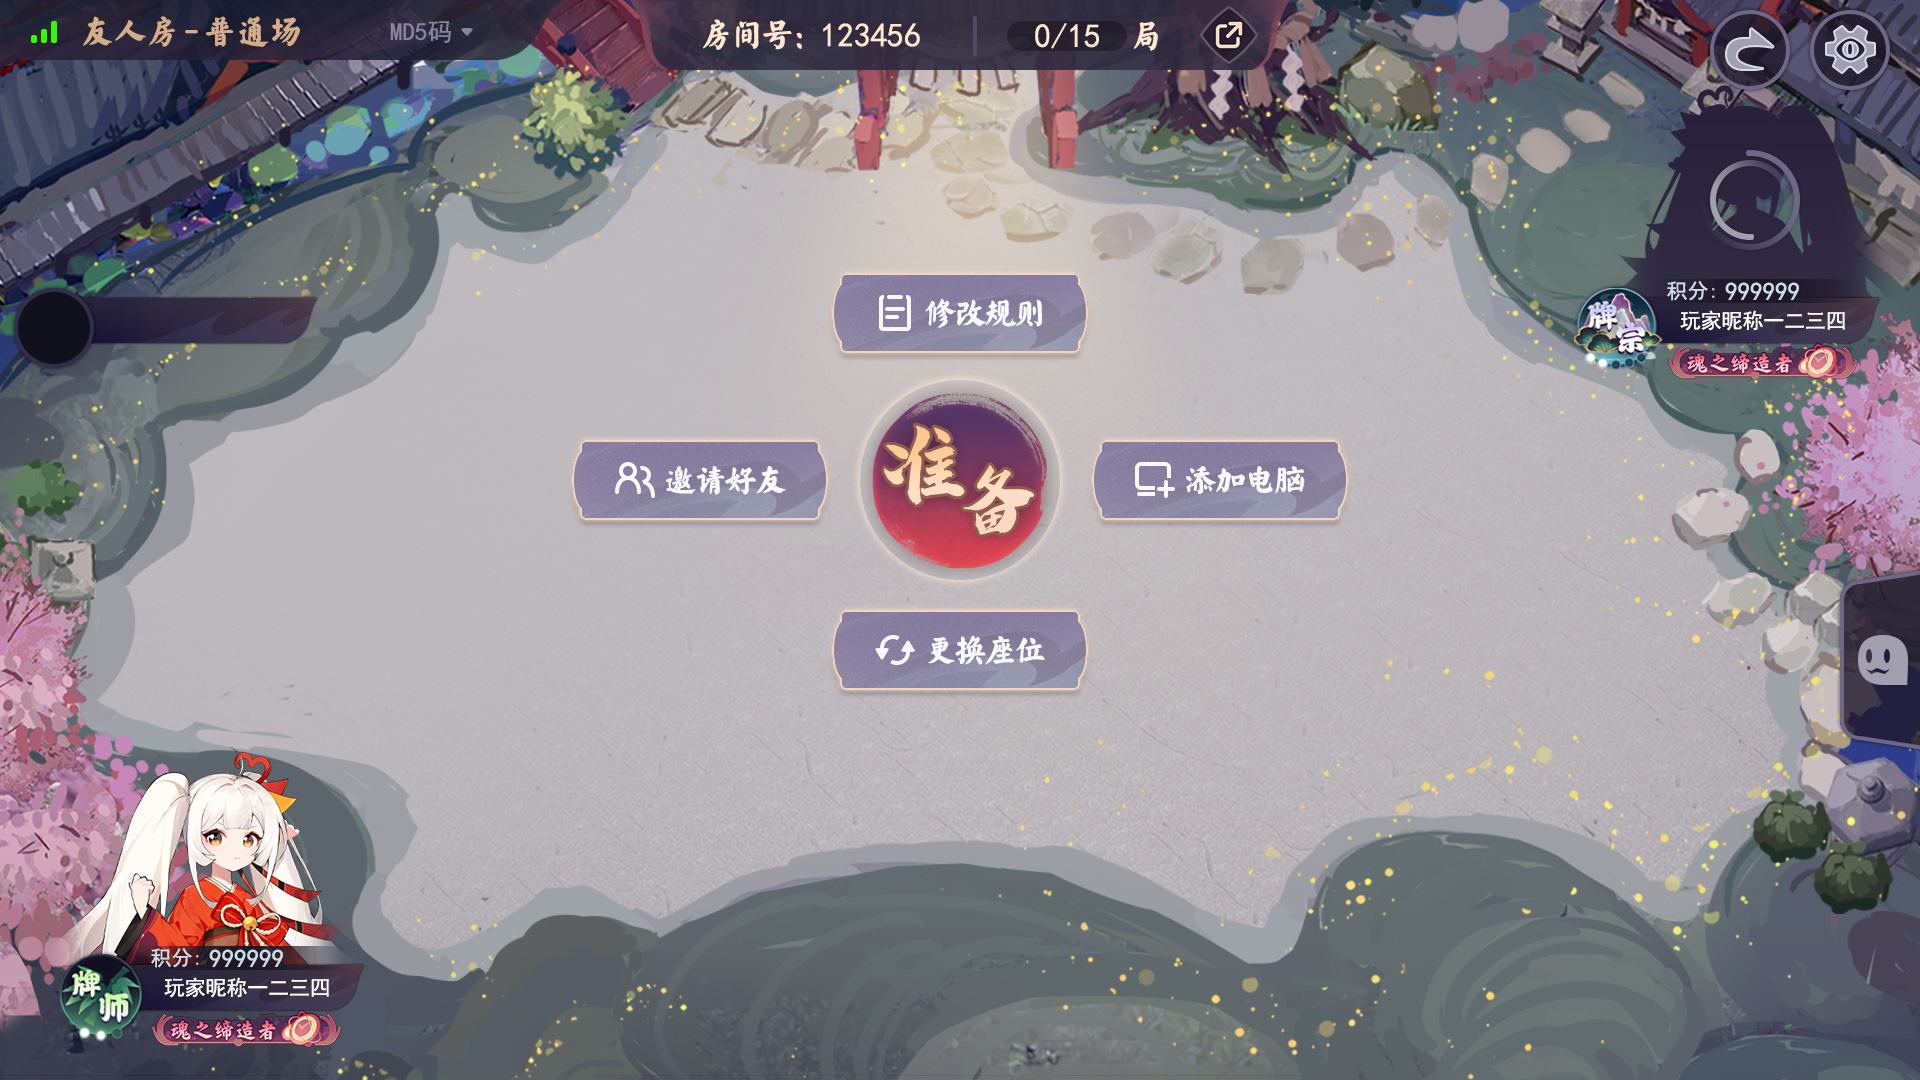 友人房-普通场
MD5码
房间号：123456
0/15 局
积分：999999
牌宗
玩家昵称一二三四
魂之缔造者
修改规则
邀请好友
准备
添加电脑
更换座位
积分：999999
牌师
玩家昵称一二三四
魂之缔造者